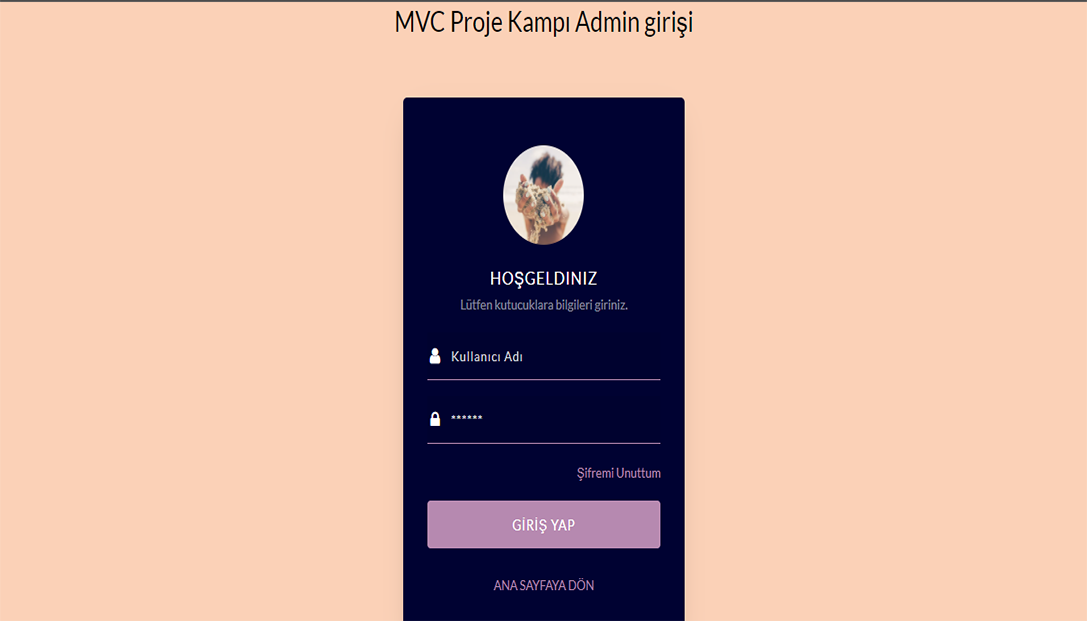 MVC Proje Kampı Admin girişi
HOŞGELDINIZ
Lütfen kutucuklara bilgileri giriniz.
Kullanıcı Adı
******
Şifremi Unuttum
GİRİŞ YAP
ANA SAYFAYA DÖN